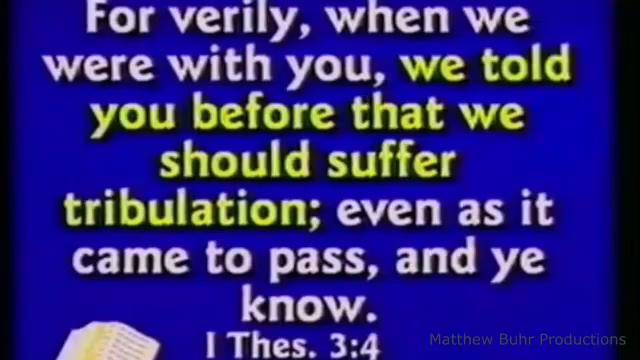 For verily, when we
were with you, we told
you before that we
should suffer
tribulation; even as it
came to pass, and ye
know.
I Thes. 3:4
Matthew Buhr Productions